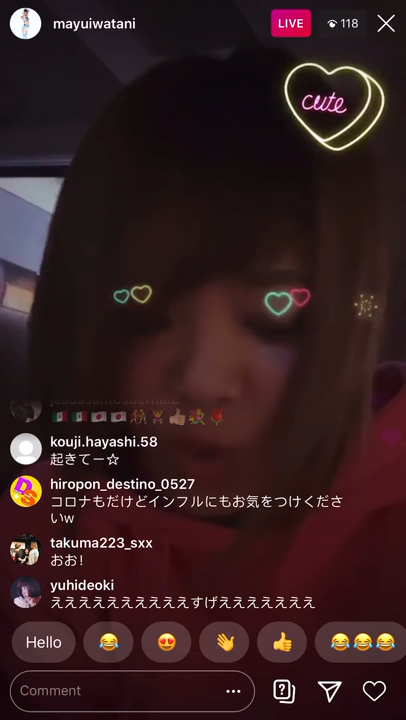 mayuiwatani
LIVE
118
cute
kouji.hayashi.58
起きてー☆
hiropon_destino_0527
コロナもだけどインフルにもお気をつけくださ
いw
takuma223_sxx
おお！
yuhideoki
えええええええええええすげえええええええええ
Hello
Comment